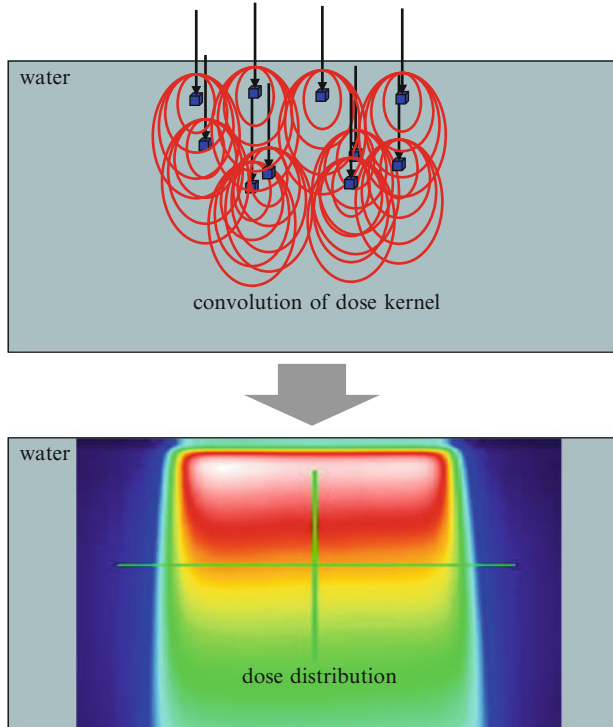 water
convolution of dose kernel
water
dose distribution